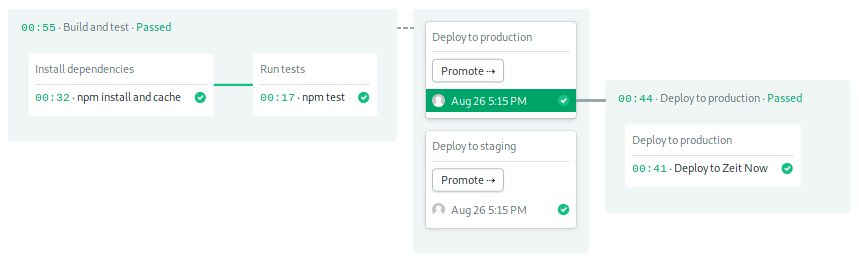 00:55 · Build and test · Passed
Install dependencies
00:32 · npm install and cache
Run tests
00:17 · npm test
Deploy to production
Promote ⇢
Aug 26 5:15 PM
Deploy to staging
Promote ⇢
Aug 26 5:15 PM
00:44 · Deploy to production · Passed
Deploy to production
00:41 · Deploy to Zeit Now